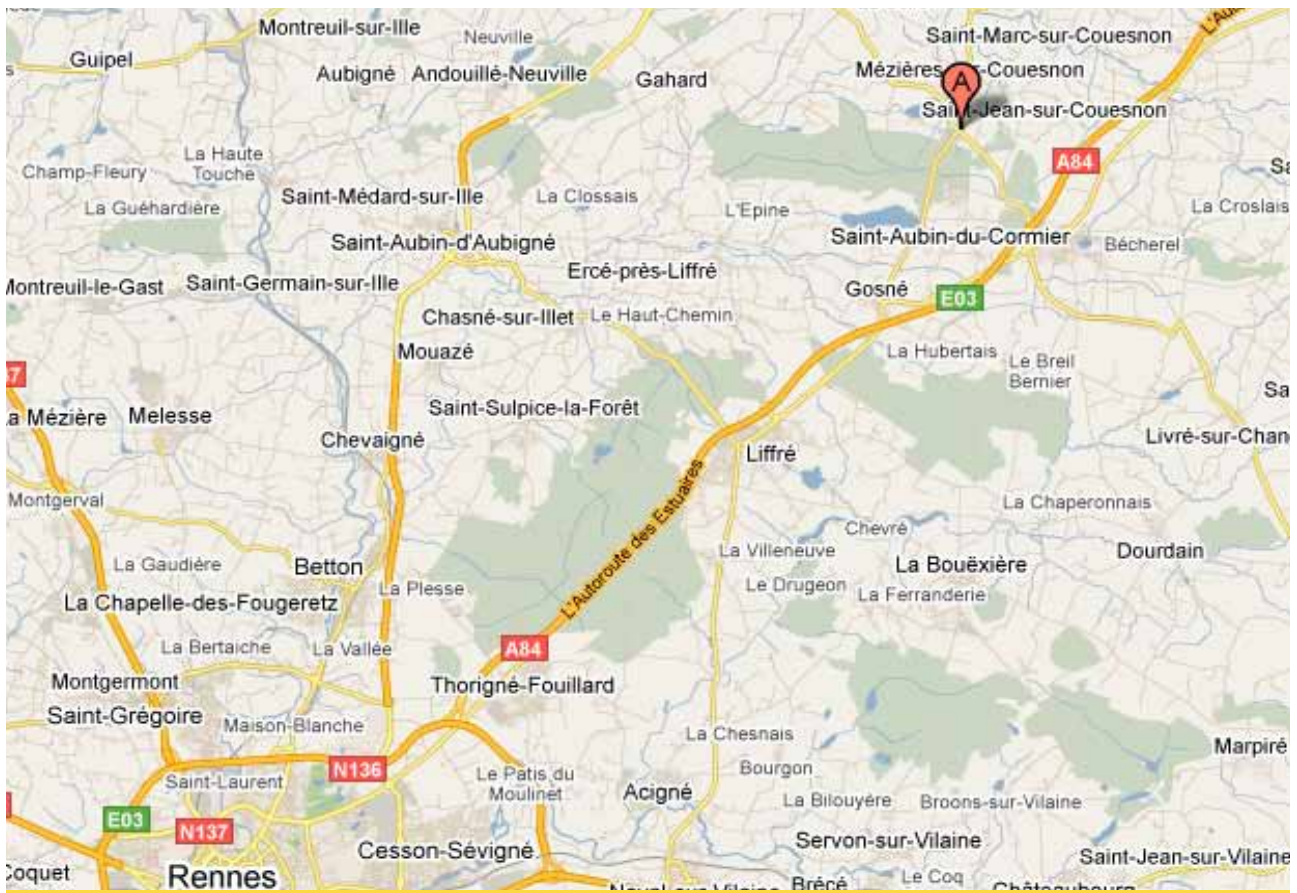 Montreuil-sur-Ille
Neuville
Saint-Marc-sur-Couesnon
Guipel
Aubigné
Andouillé-Neuville
Gahard
Mézières-sur-Couesnon
A
Saint-Jean-sur-Couesnon
La Haute
Touche
A84
Champ-Fleury
Saint-Médard-sur-Ille
La Clossais
La Guéhardière
L'Epine
La Croslais
Saint-Aubin-d'Aubigné
Saint-Aubin-du-Cormier
Bécherel
Ercé-près-Liffré
Montreuil-le-Gast
Saint-Germain-sur-Ille
Gosné
E03
Chasné-sur-Illet
Le Haut-Chemin
Mouazé
La Hubertais
Le Breil
Bernier
La Mézière
Melesse
Saint-Sulpice-la-Forêt
Chevaigné
Liffré
Livré-sur-Chan
Montgerval
L'Autoroute des Estuaires
La Chaperonnais
Chevré
La Gaudière
Betton
La Plesse
La Villeneuve
La Bouëxière
Dourdain
Le Drugeon
La Ferranderie
La Chapelle-des-Fougeretz
La Bertaiche
La Vallée
A84
Montgermont
Thorigné-Fouillard
Saint-Grégoire
Maison-Blanche
La Chesnais
Marpiré
N136
Saint-Laurent
Le Patis du
Moulinet
Bourgon
Acigné
La Bilouyère
Broons-sur-Vilaine
E03
N137
Cesson-Sévigné
Servon-sur-Vilaine
Saint-Jean-sur-Vilaine
Rennes
Brécé
Le Coq